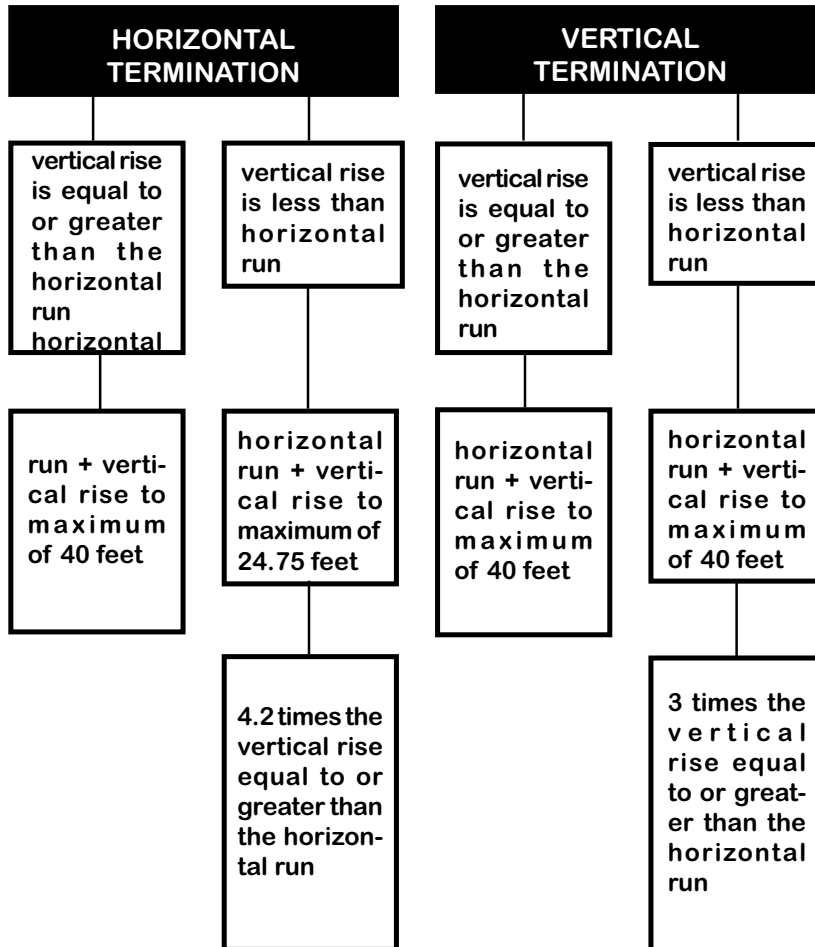 HORIZONTAL
TERMINATION
vertical rise
is equal to
or greater
than the
horizontal
run
horizontal
run + verti-
cal rise to
maximum
of 40 feet
vertical rise
is less than
horizontal
run
horizontal
run + verti-
cal rise to
maximum of
24.75 feet
4.2 times the
vertical rise
equal to or
greater than
the horizon-
tal run
VERTICAL
TERMINATION
vertical rise
is equal to
or greater
than the
horizontal
run
horizontal
run + verti-
cal rise to
maximum
of 40 feet
vertical rise
is less than
horizontal
run
horizontal
run + verti-
cal rise to
maximum
of 40 feet
3 times the
vertical
rise equal
to or great-
er than the
horizontal
run